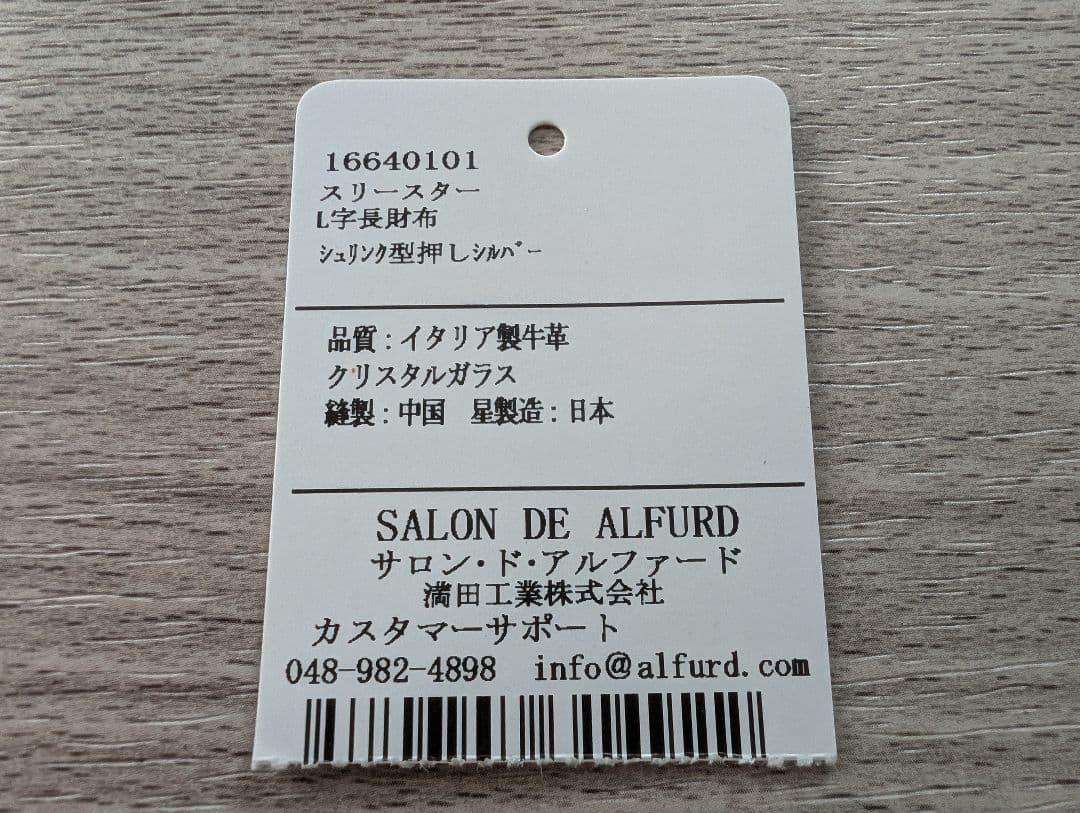 16640101
スリースター
L字長財布
ｼｭﾘﾝｸ型押しｼﾙﾊﾞｰ
品質：イタリア製牛革
クリスタルガラス
縫製：中国　星製造：日本
SALON DE ALFURD
サロン・ド・アルファード
満田工業株式会社
カスタマーサポート
048-982-4898　info@alfurd.com